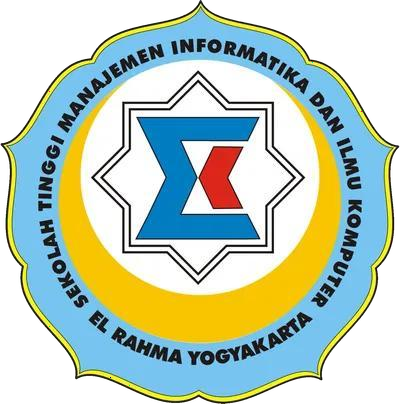 SEKOLAH TINGGI MANAJEMEN INFORMATIKA DAN ILMU KOMPUTER
EL RAHMA YOGYAKARTA